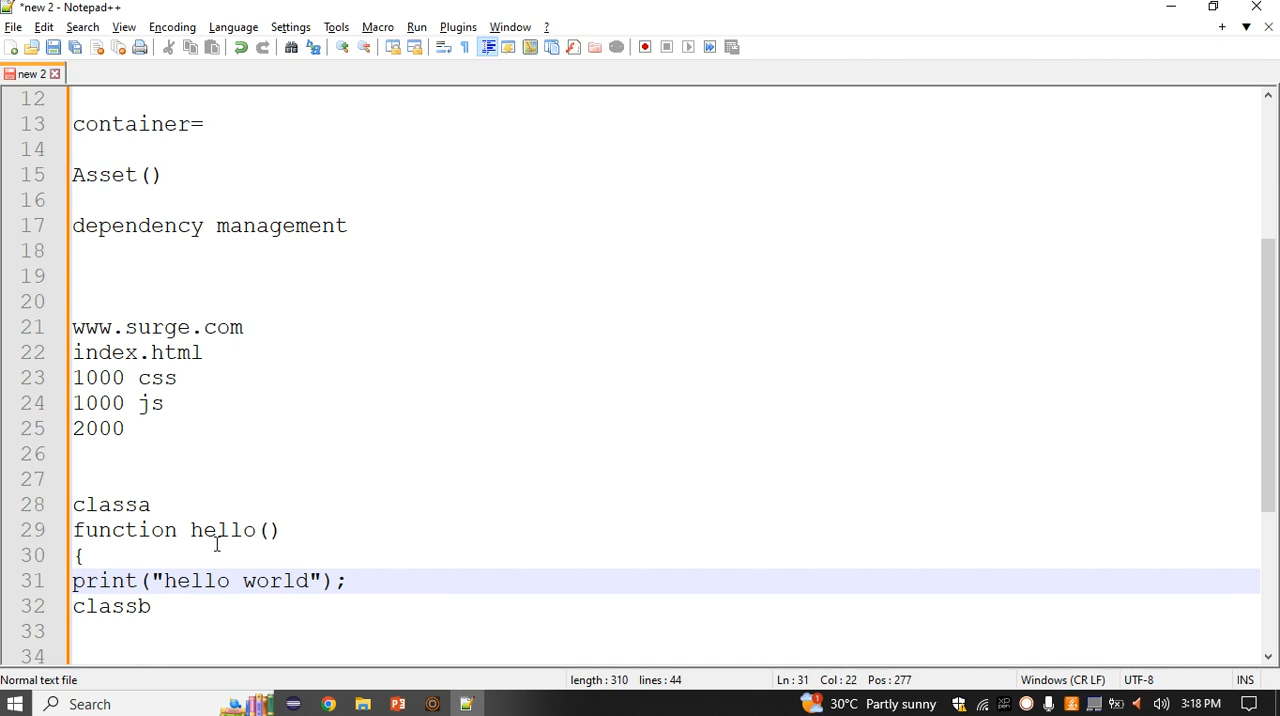 *new 2 - Notepad++
File Edit Search View Encoding Language Settings Tools Macro Run Plugins Window ?
new 2
12
13 container=
14
15 Asset()
16
17 dependency management
18
19
20
21 www.surge.com
22 index.html
23 1000 css
24 1000 js
25 2000
26
27
28 classa
29 function hello()
30 {
31 print("hello world");
32 classb
33
34
Normal text file length : 310 lines : 44 Ln : 31 Col : 22 Pos : 277 Windows (CR LF) UTF-8 INS
Search 30°C Partly sunny 3:18 PM